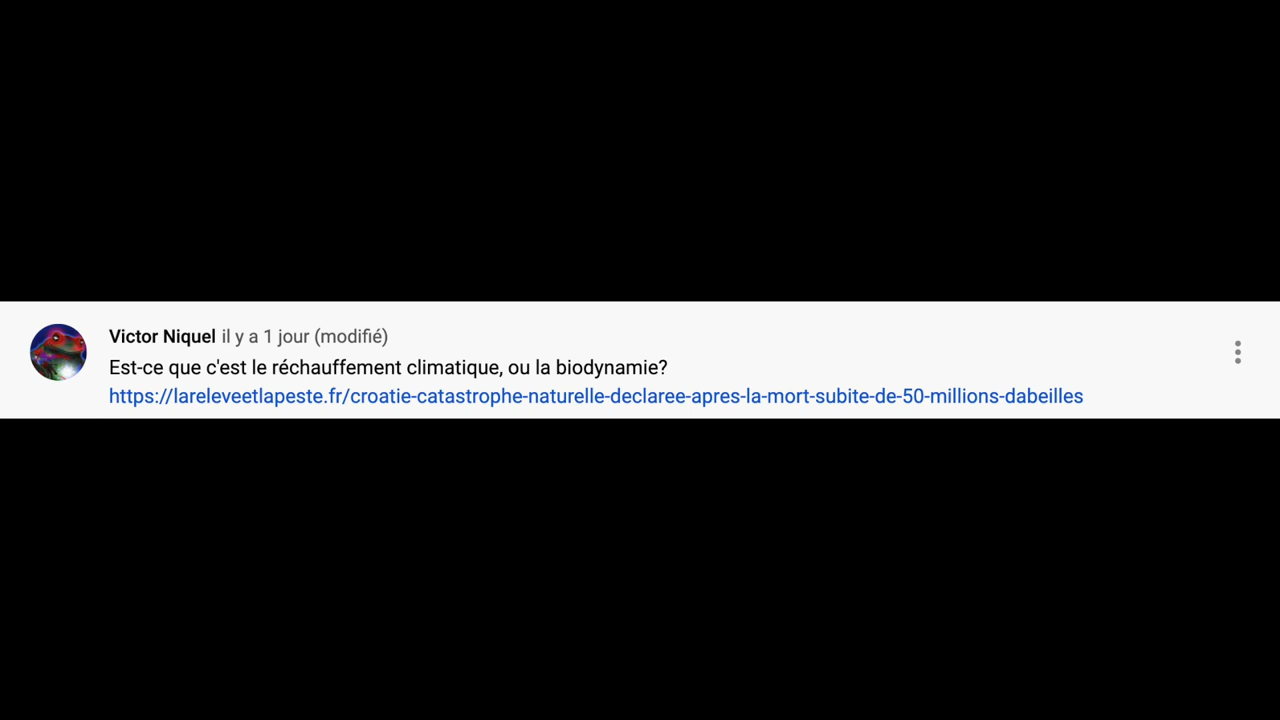 Victor Niquel il y a 1 jour (modifié)
Est-ce que c'est le réchauffement climatique, ou la biodynamie?
https://lareleveetlapeste.fr/croatie-catastrophe-naturelle-declaree-apres-la-mort-subite-de-50-millions-dabeilles